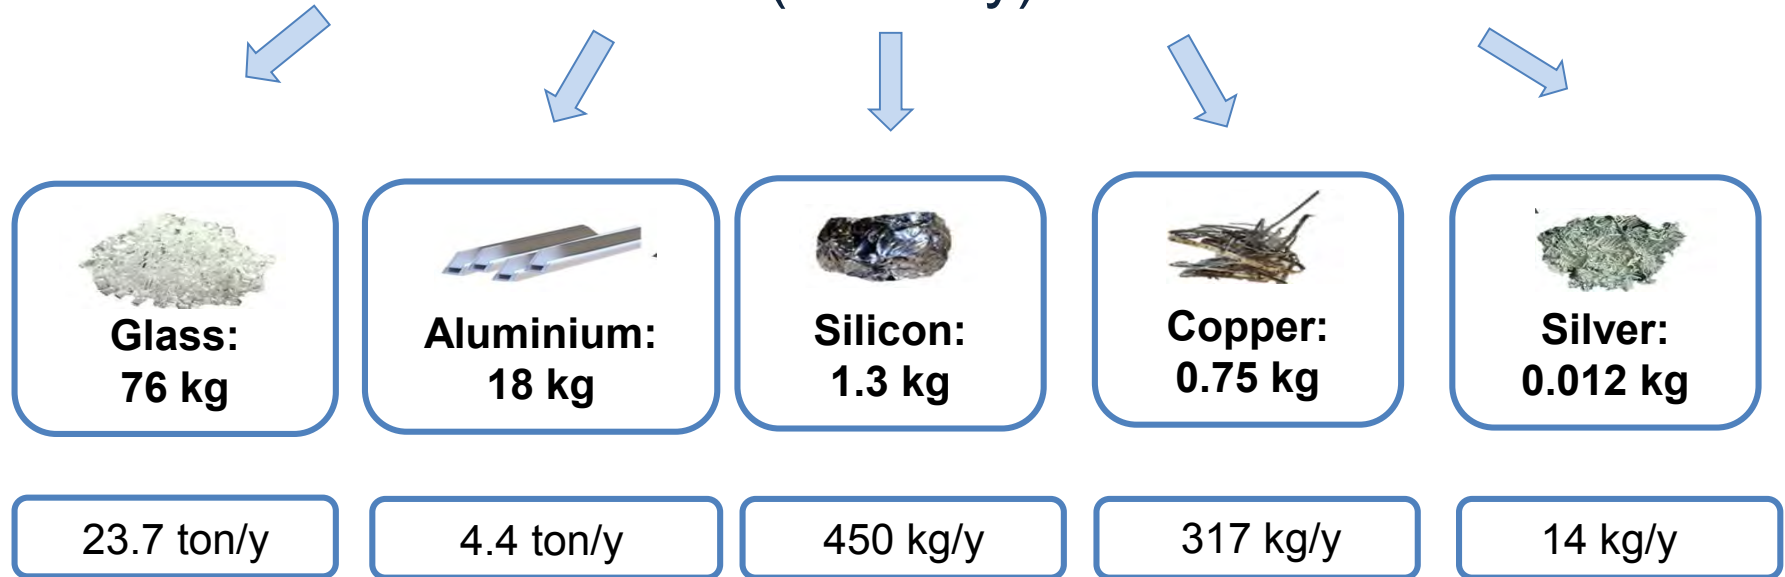 Glass:
76 kg
Aluminium:
18 kg
Silicon:
1.3 kg
Copper:
0.75 kg
Silver:
0.012 kg
23.7 ton/y
4.4 ton/y
450 kg/y
317 kg/y
14 kg/y